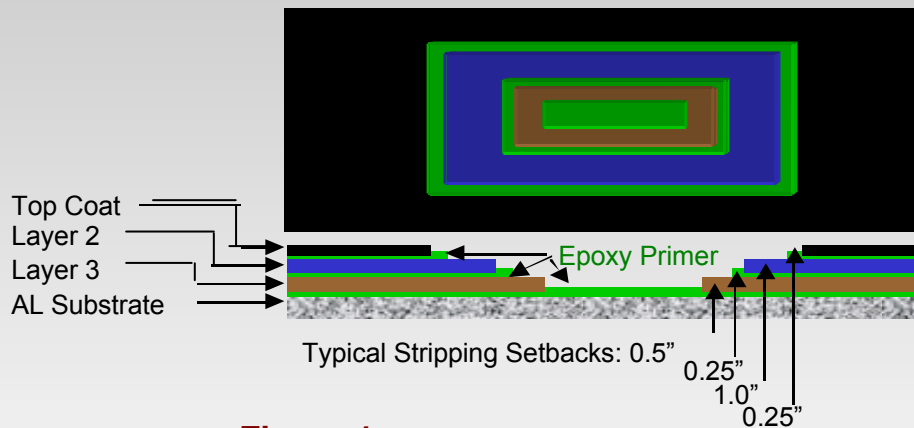 Top Coat
Layer 2
Layer 3
AL Substrate
Epoxy Primer
Typical Stripping Setbacks: 0.5”
0.25”
1.0”
0.25”